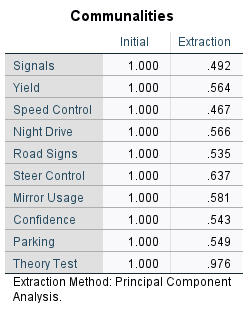 Communalities
Initial Extraction
Signals 1.000 .492
Yield 1.000 .564
Speed Control 1.000 .467
Night Drive 1.000 .566
Road Signs 1.000 .535
Steer Control 1.000 .637
Mirror Usage 1.000 .581
Confidence 1.000 .543
Parking 1.000 .549
Theory Test 1.000 .976
Extraction Method: Principal Component
Analysis.